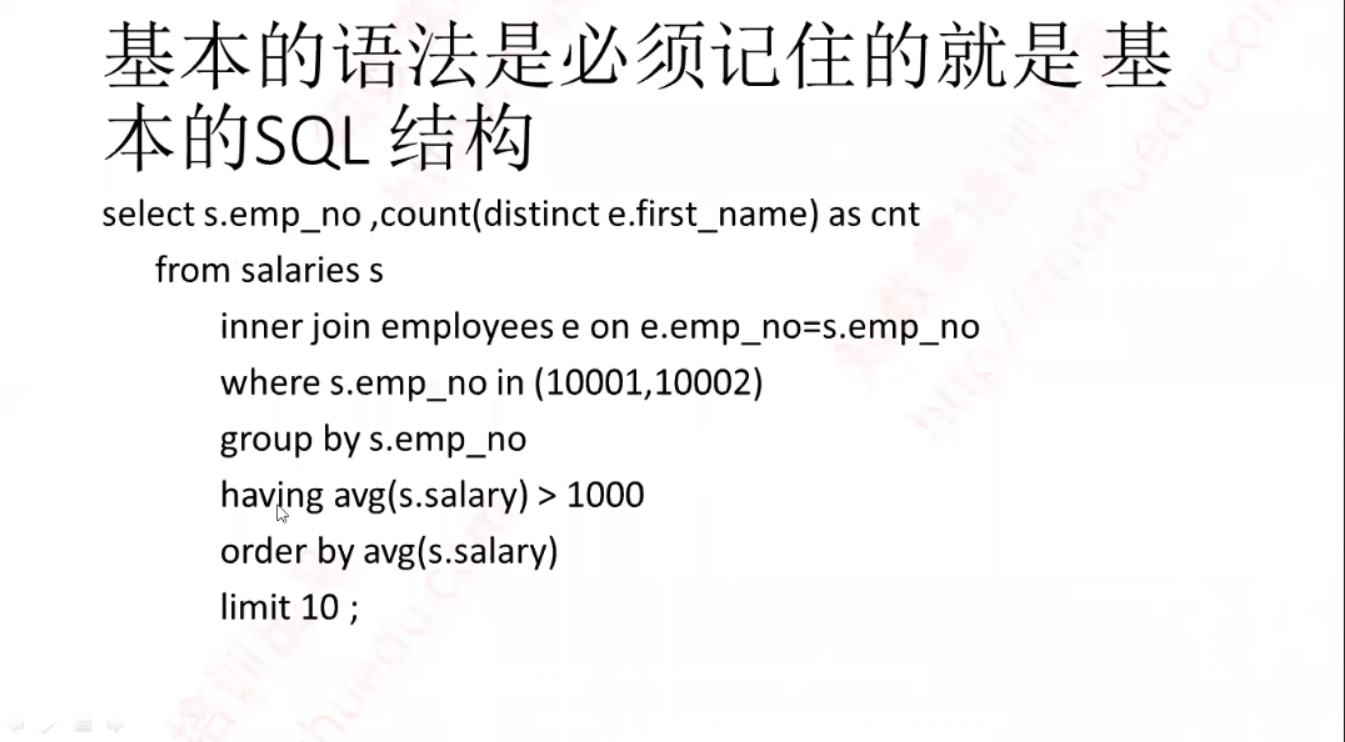 基本的语法是必须记住的就是 基
本的SQL 结构
select s.emp_no ,count(distinct e.first_name) as cnt
from salaries s
inner join employees e on e.emp_no=s.emp_no
where s.emp_no in (10001,10002)
group by s.emp_no
having avg(s.salary) > 1000
order by avg(s.salary)
limit 10 ;